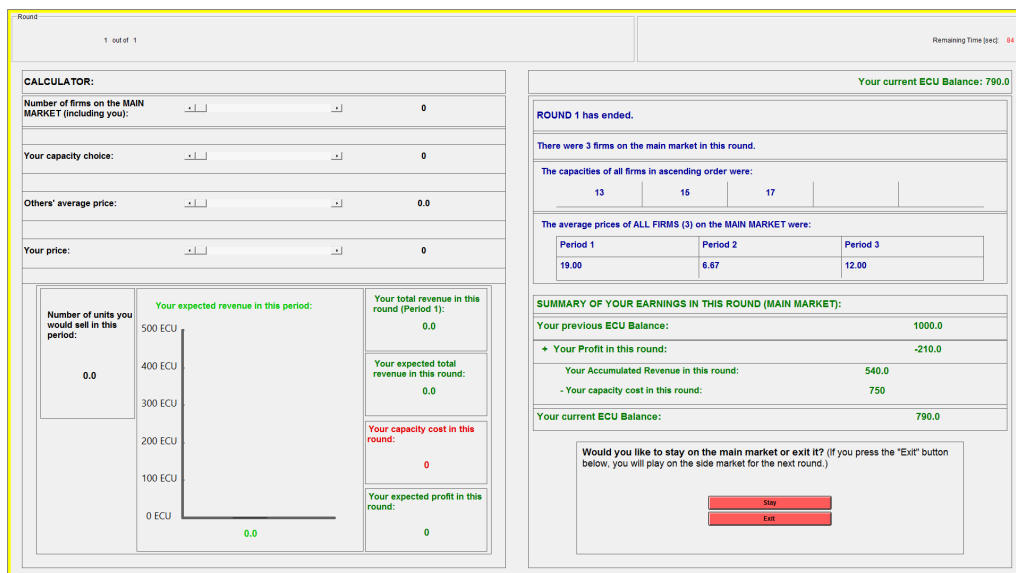 Round
1 out of 1
Remaining Time [sec]: 84
CALCULATOR:
Number of firms on the MAIN
MARKET (including you):
0
Your capacity choice:
0
Others' average price:
0.0
Your price:
0
Number of units you
would sell in this
period:
0.0
Your expected revenue in this period:
500 ECU
400 ECU
300 ECU
200 ECU
100 ECU
0 ECU
0.0
Your total revenue in this
round (Period 1):
0.0
Your expected total
revenue in this round:
0.0
Your capacity cost in this
round:
0
Your expected profit in this
round:
0
Your current ECU Balance: 790.0
ROUND 1 has ended.
There were 3 firms on the main market in this round.
The capacities of all firms in ascending order were:
13 15 17
The average prices of ALL FIRMS (3) on the MAIN MARKET were:
Period 1 Period 2 Period 3
19.00 6.67 12.00
SUMMARY OF YOUR EARNINGS IN THIS ROUND (MAIN MARKET):
Your previous ECU Balance: 1000.0
+ Your Profit in this round: -210.0
Your Accumulated Revenue in this round: 540.0
- Your capacity cost in this round: 750
Your current ECU Balance: 790.0
Would you like to stay on the main market or exit it? (If you press the "Exit" button
below, you will play on the side market for the next round.)
Stay
Exit